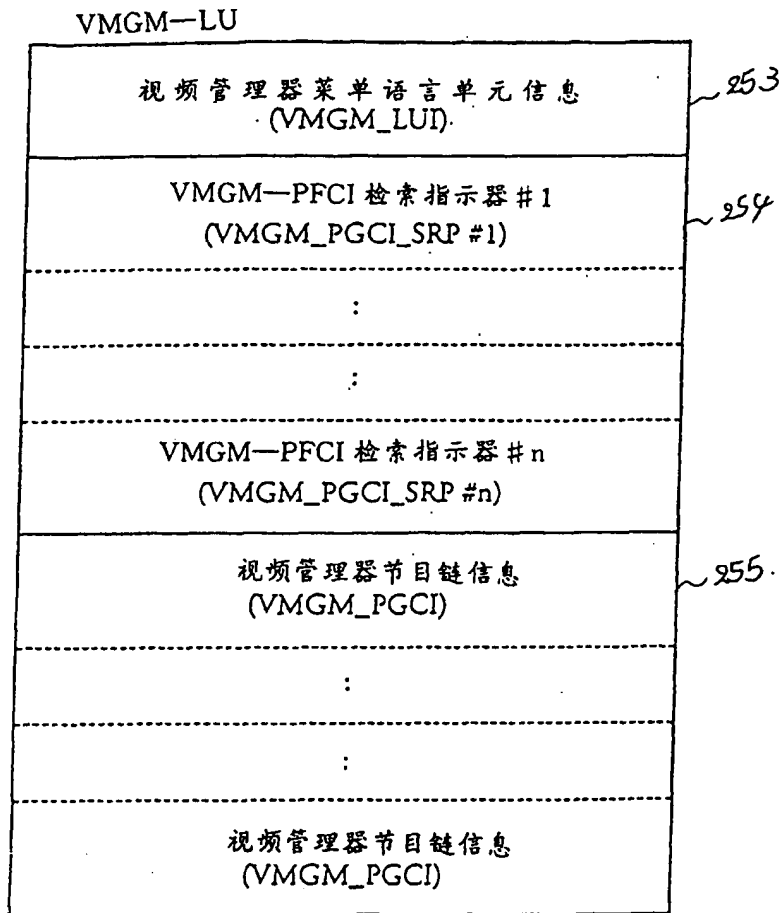 VMGM—LU
视频管理器菜单语言单元信息
(VMGM_LUI)
253
VMGM—PFCI 检索指示器 #1
(VMGM_PGCI_SRP #1)
254
:
:
VMGM—PFCI 检索指示器 #n
(VMGM_PGCI_SRP #n)
视频管理器节目链信息
(VMGM_PGCI)
255
:
:
视频管理器节目链信息
(VMGM_PGCI)